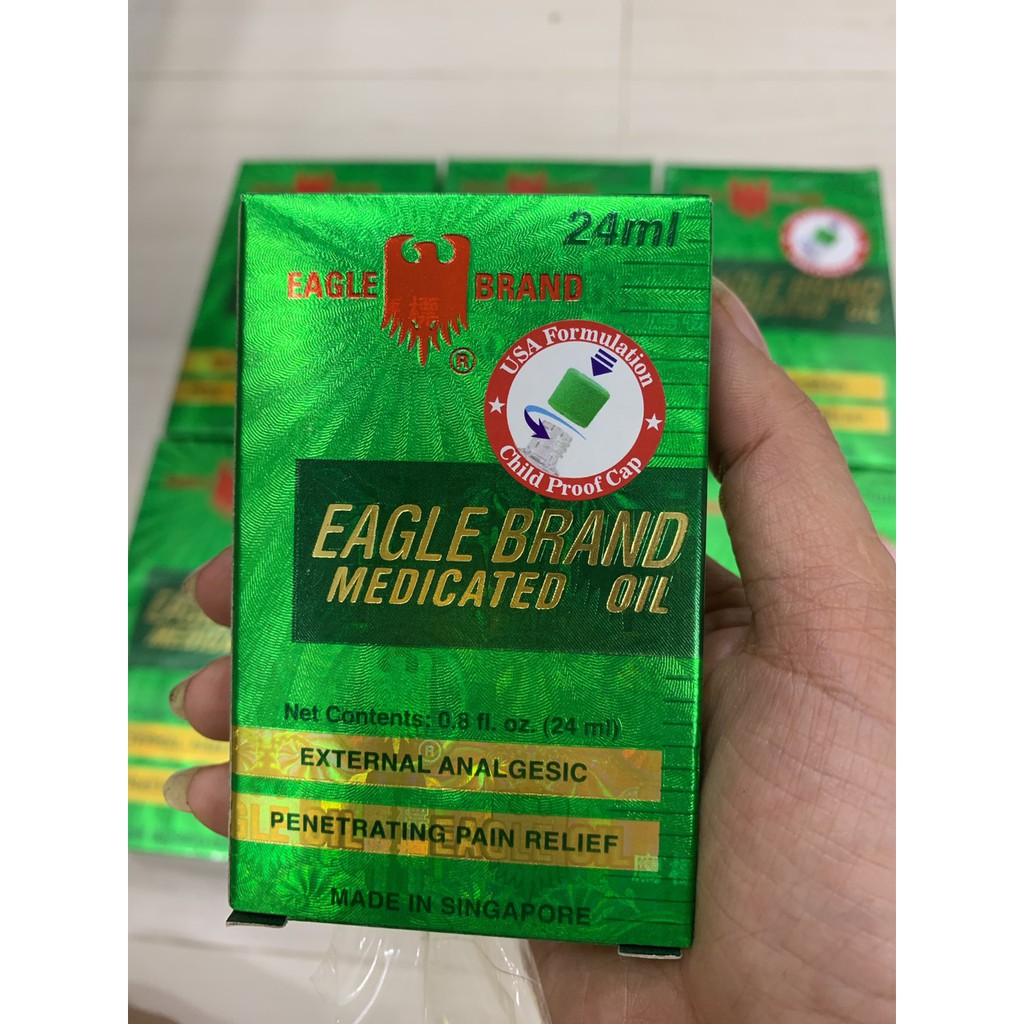 24ml
EAGLE BRAND
標
®
USA Formulation
Child Proof Cap
EAGLE BRAND
MEDICATED OIL
Net Contents: 0.8 fl. oz. (24 ml)
EXTERNAL ANALGESIC
PENETRATING PAIN RELIEF
MADE IN SINGAPORE